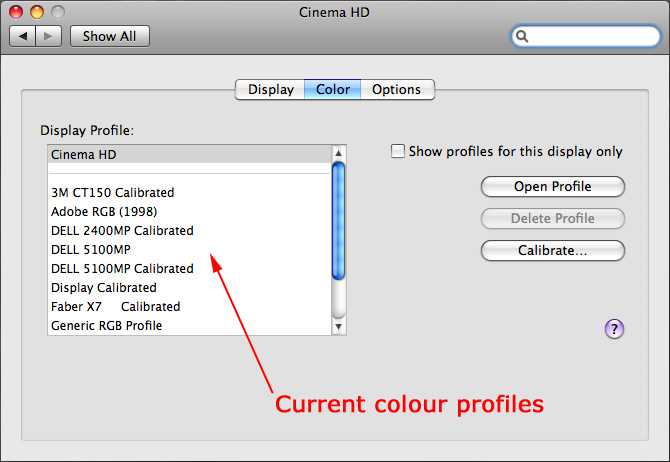 Cinema HD
Show All
Display Color Options
Display Profile:
Cinema HD
3M CT150 Calibrated
Adobe RGB (1998)
DELL 2400MP Calibrated
DELL 5100MP
DELL 5100MP Calibrated
Display Calibrated
Faber X7 Calibrated
Generic RGB Profile
Show profiles for this display only
Open Profile
Delete Profile
Calibrate...
?
Current colour profiles